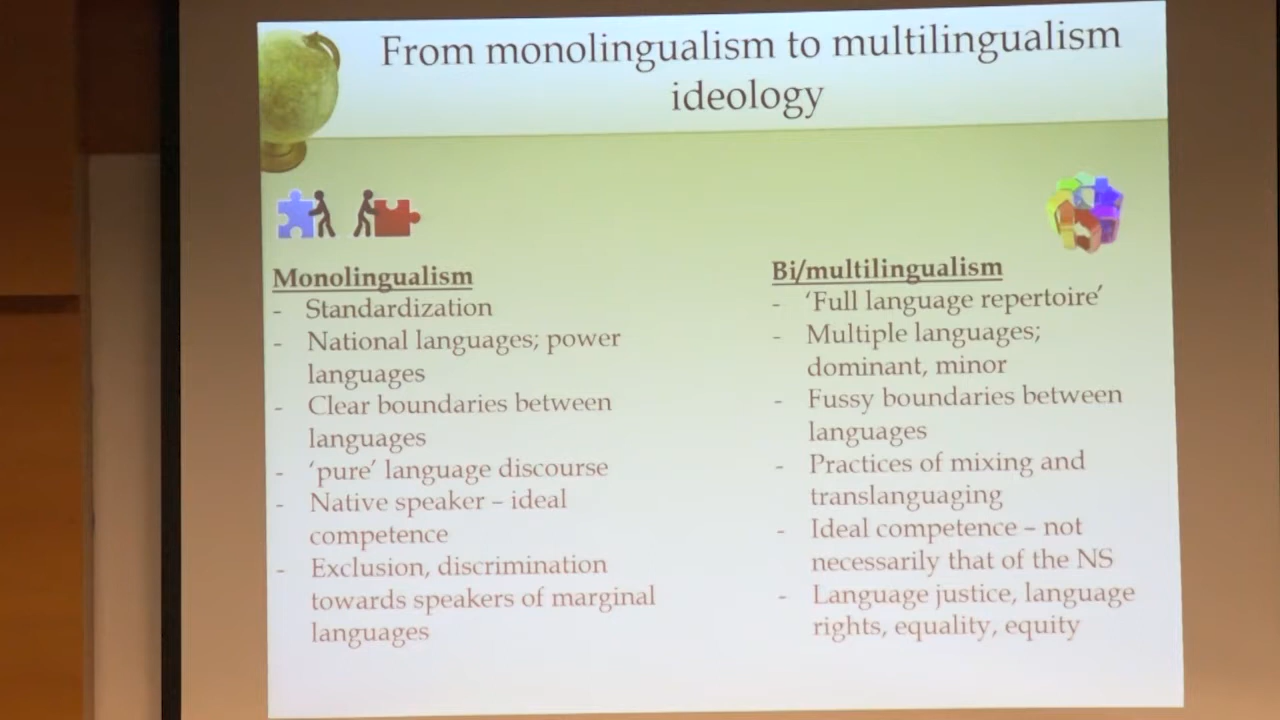 From monolingualism to multilingualism
ideology
Monolingualism
- Standardization
- National languages; power
languages
- Clear boundaries between
languages
- 'pure' language discourse
- Native speaker – ideal
competence
- Exclusion, discrimination
towards speakers of marginal
languages
Bi/multilingualism
- 'Full language repertoire'
- Multiple languages;
dominant, minor
- Fussy boundaries between
languages
- Practices of mixing and
translanguaging
- Ideal competence – not
necessarily that of the NS
- Language justice, language
rights, equality, equity